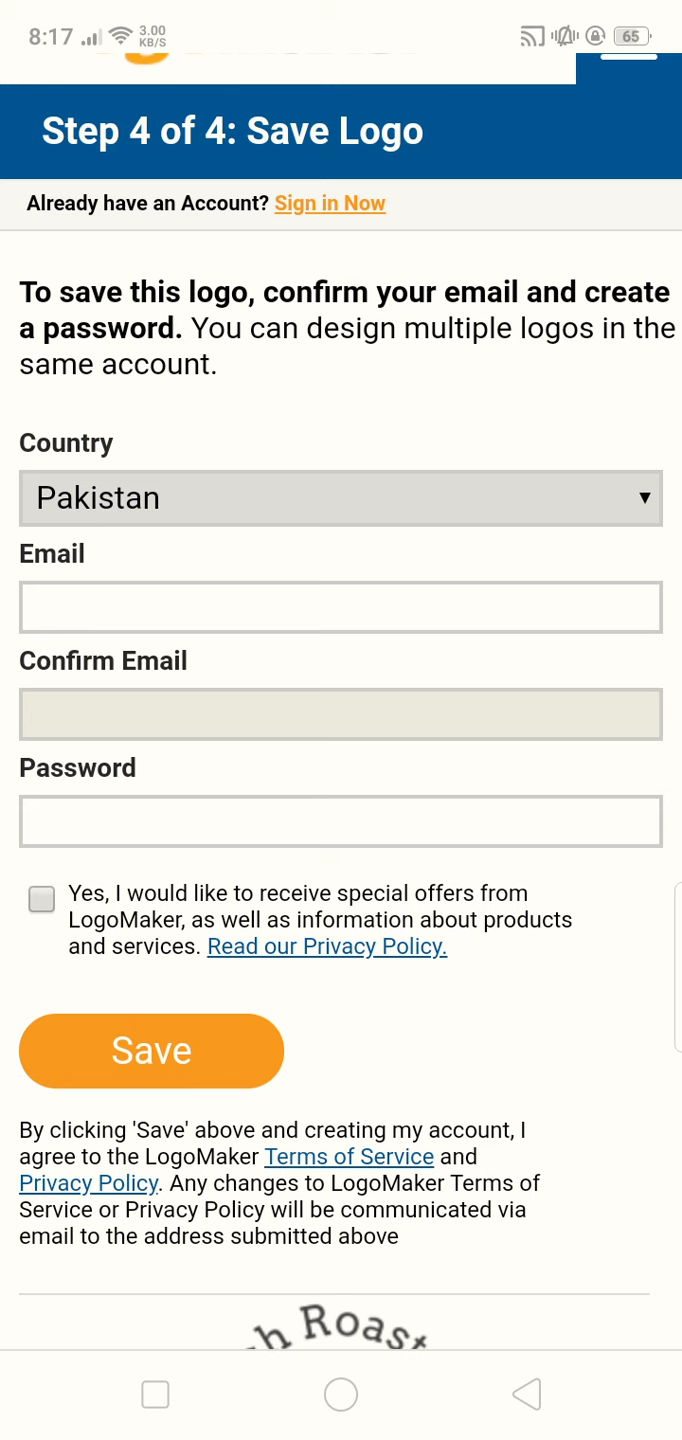 8:17 3.00 KB/S 65
Step 4 of 4: Save Logo
Already have an Account? Sign in Now
To save this logo, confirm your email and create
a password. You can design multiple logos in the
same account.
Country
Pakistan
Email
Confirm Email
Password
Yes, I would like to receive special offers from
LogoMaker, as well as information about products
and services. Read our Privacy Policy.
Save
By clicking 'Save' above and creating my account, I
agree to the LogoMaker Terms of Service and
Privacy Policy. Any changes to LogoMaker Terms of
Service or Privacy Policy will be communicated via
email to the address submitted above
h Roast